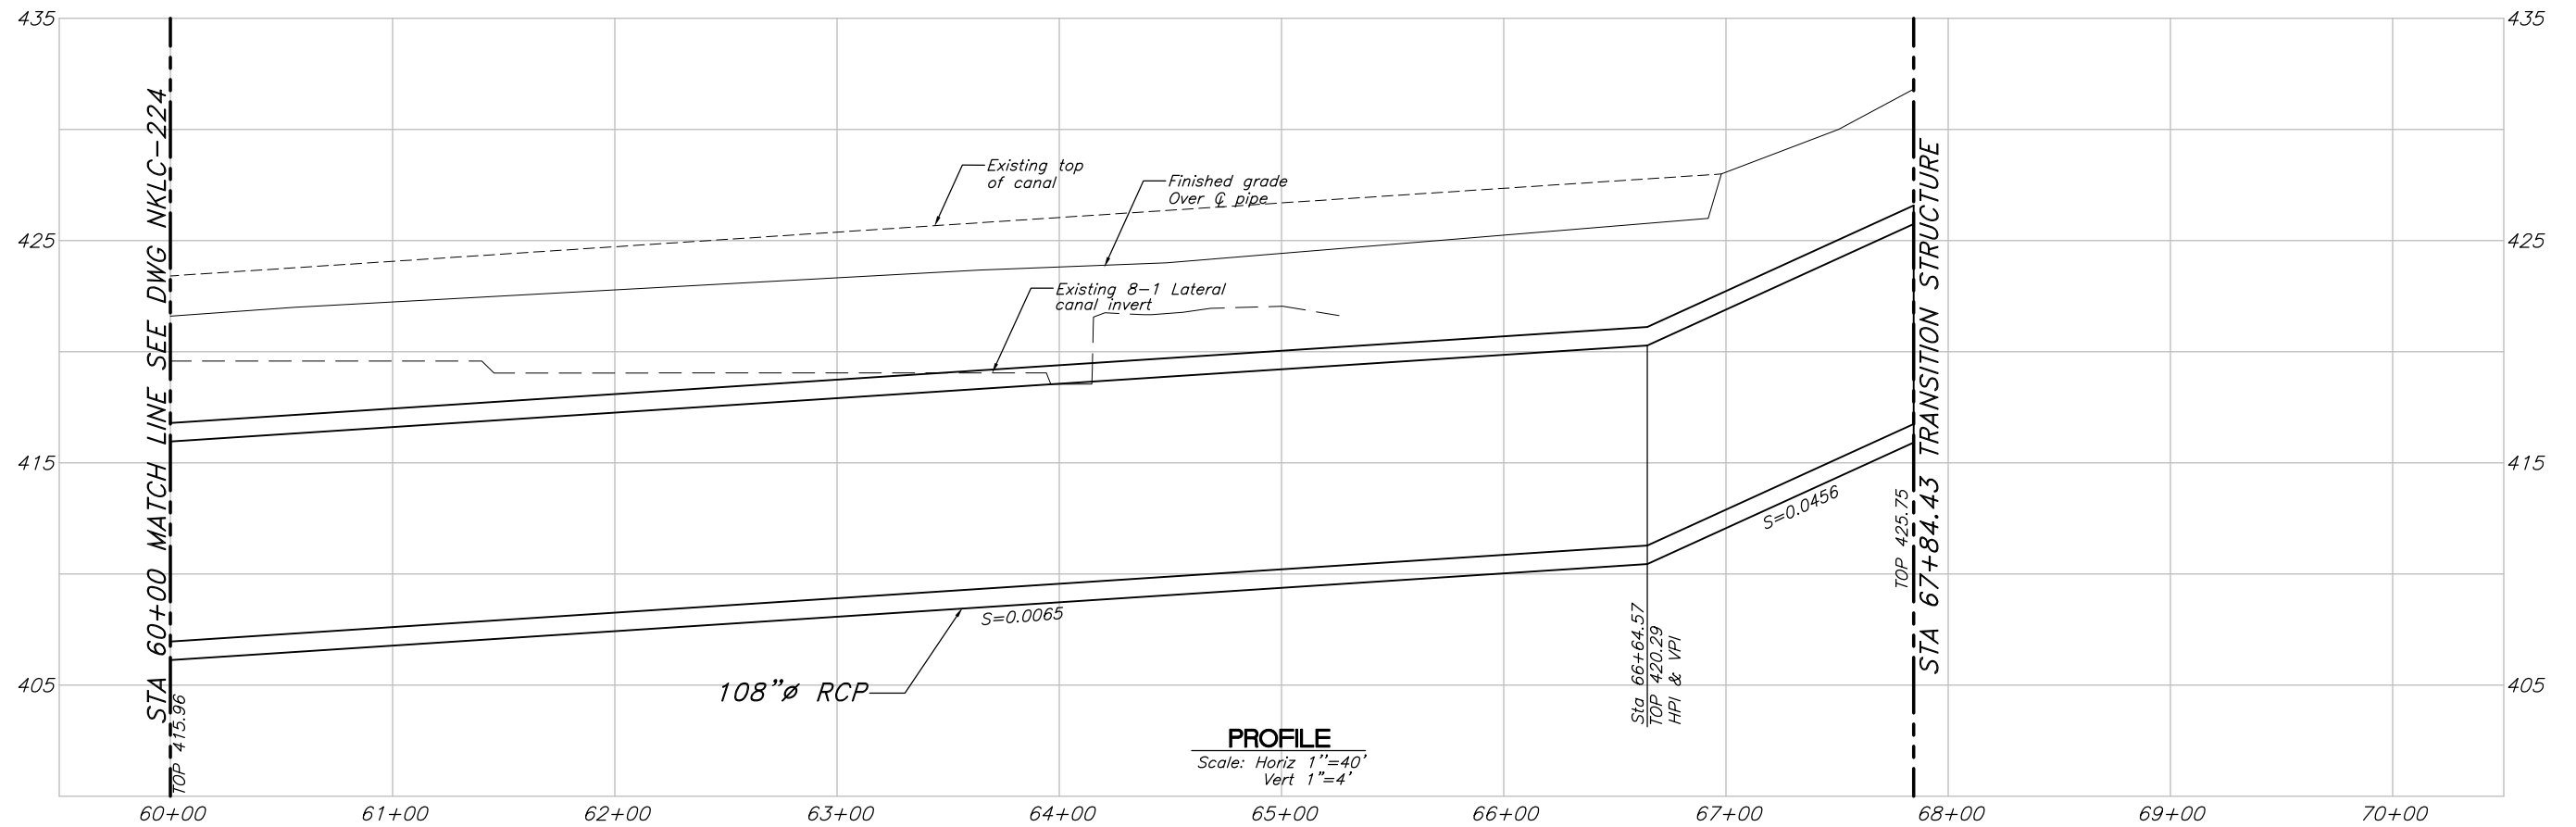 435
435
STA 60+00 MATCH LINE SEE DWG NKLC-224
Existing top
of canal
Finished grade
Over ℄ pipe
425
425
Existing 8-1 Lateral
canal invert
STA 67+84.43 TRANSITION STRUCTURE
415
415
S=0.0456
TOP 425.75
S=0.0065
Sta 66+64.57
TOP 420.29
HPI & VPI
405
405
108"ø RCP
TOP 415.96
PROFILE
Scale: Horiz 1"=40'
Vert 1"=4'
60+00 61+00 62+00 63+00 64+00 65+00 66+00 67+00 68+00 69+00 70+00